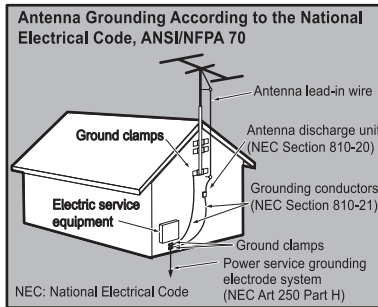 Antenna Grounding According to the National
Electrical Code, ANSI/NFPA 70
Antenna lead-in wire
Ground clamps
Antenna discharge unit
(NEC Section 810-20)
Electric service
equipment
Grounding conductors
(NEC Section 810-21)
Ground clamps
Power service grounding
electrode system
(NEC Art 250 Part H)
NEC: National Electrical Code